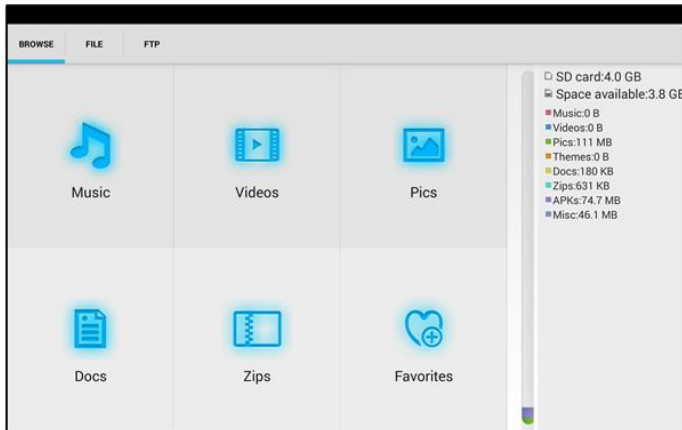 BROWSE FILE FTP
Music Videos Pics
Docs Zips Favorites
SD card:4.0 GB
Space available:3.8 GB
Music:0 B
Videos:0 B
Pics:111 MB
Themes:0 B
Docs:180 KB
Zips:631 KB
APKs:74.7 MB
Misc:46.1 MB